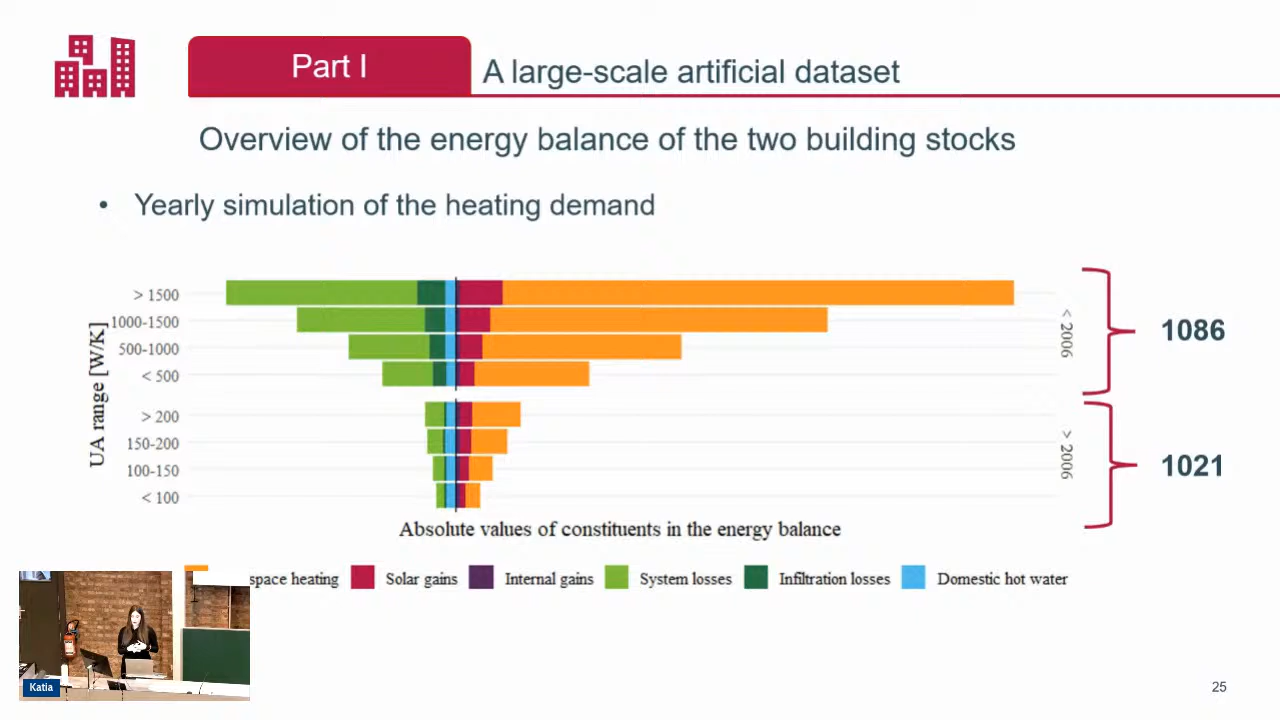 Part I
A large-scale artificial dataset
Overview of the energy balance of the two building stocks
• Yearly simulation of the heating demand
UA range [W/K]
> 1500
1000-1500
500-1000
< 500
< 2006
1086
> 200
150-200
100-150
< 100
> 2006
1021
Absolute values of constituents in the energy balance
space heating Solar gains Internal gains System losses Infiltration losses Domestic hot water
Katia
25